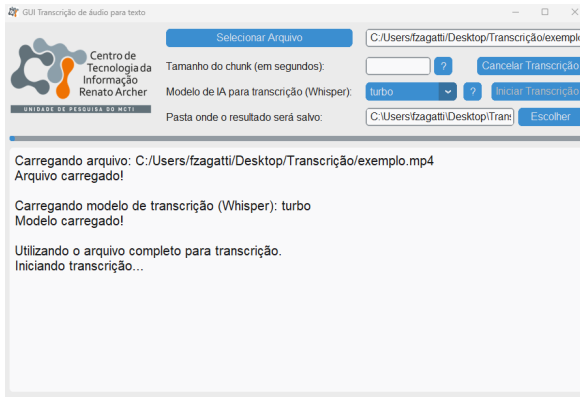 GUI Transcrição de áudio para texto
Centro de
Tecnologia da
Informação
Renato Archer
UNIDADE DE PESQUISA DO MCTI
Selecionar Arquivo
C:/Users/fzagatti/Desktop/Transcrição/exemplo
Tamanho do chunk (em segundos):
?
Cancelar Transcrição
Modelo de IA para transcrição (Whisper):
turbo
?
Iniciar Transcrição
Pasta onde o resultado será salvo:
C:\Users\fzagatti\Desktop\Trans
Escolher
Carregando arquivo: C:/Users/fzagatti/Desktop/Transcrição/exemplo.mp4
Arquivo carregado!
Carregando modelo de transcrição (Whisper): turbo
Modelo carregado!
Utilizando o arquivo completo para transcrição.
Iniciando transcrição...